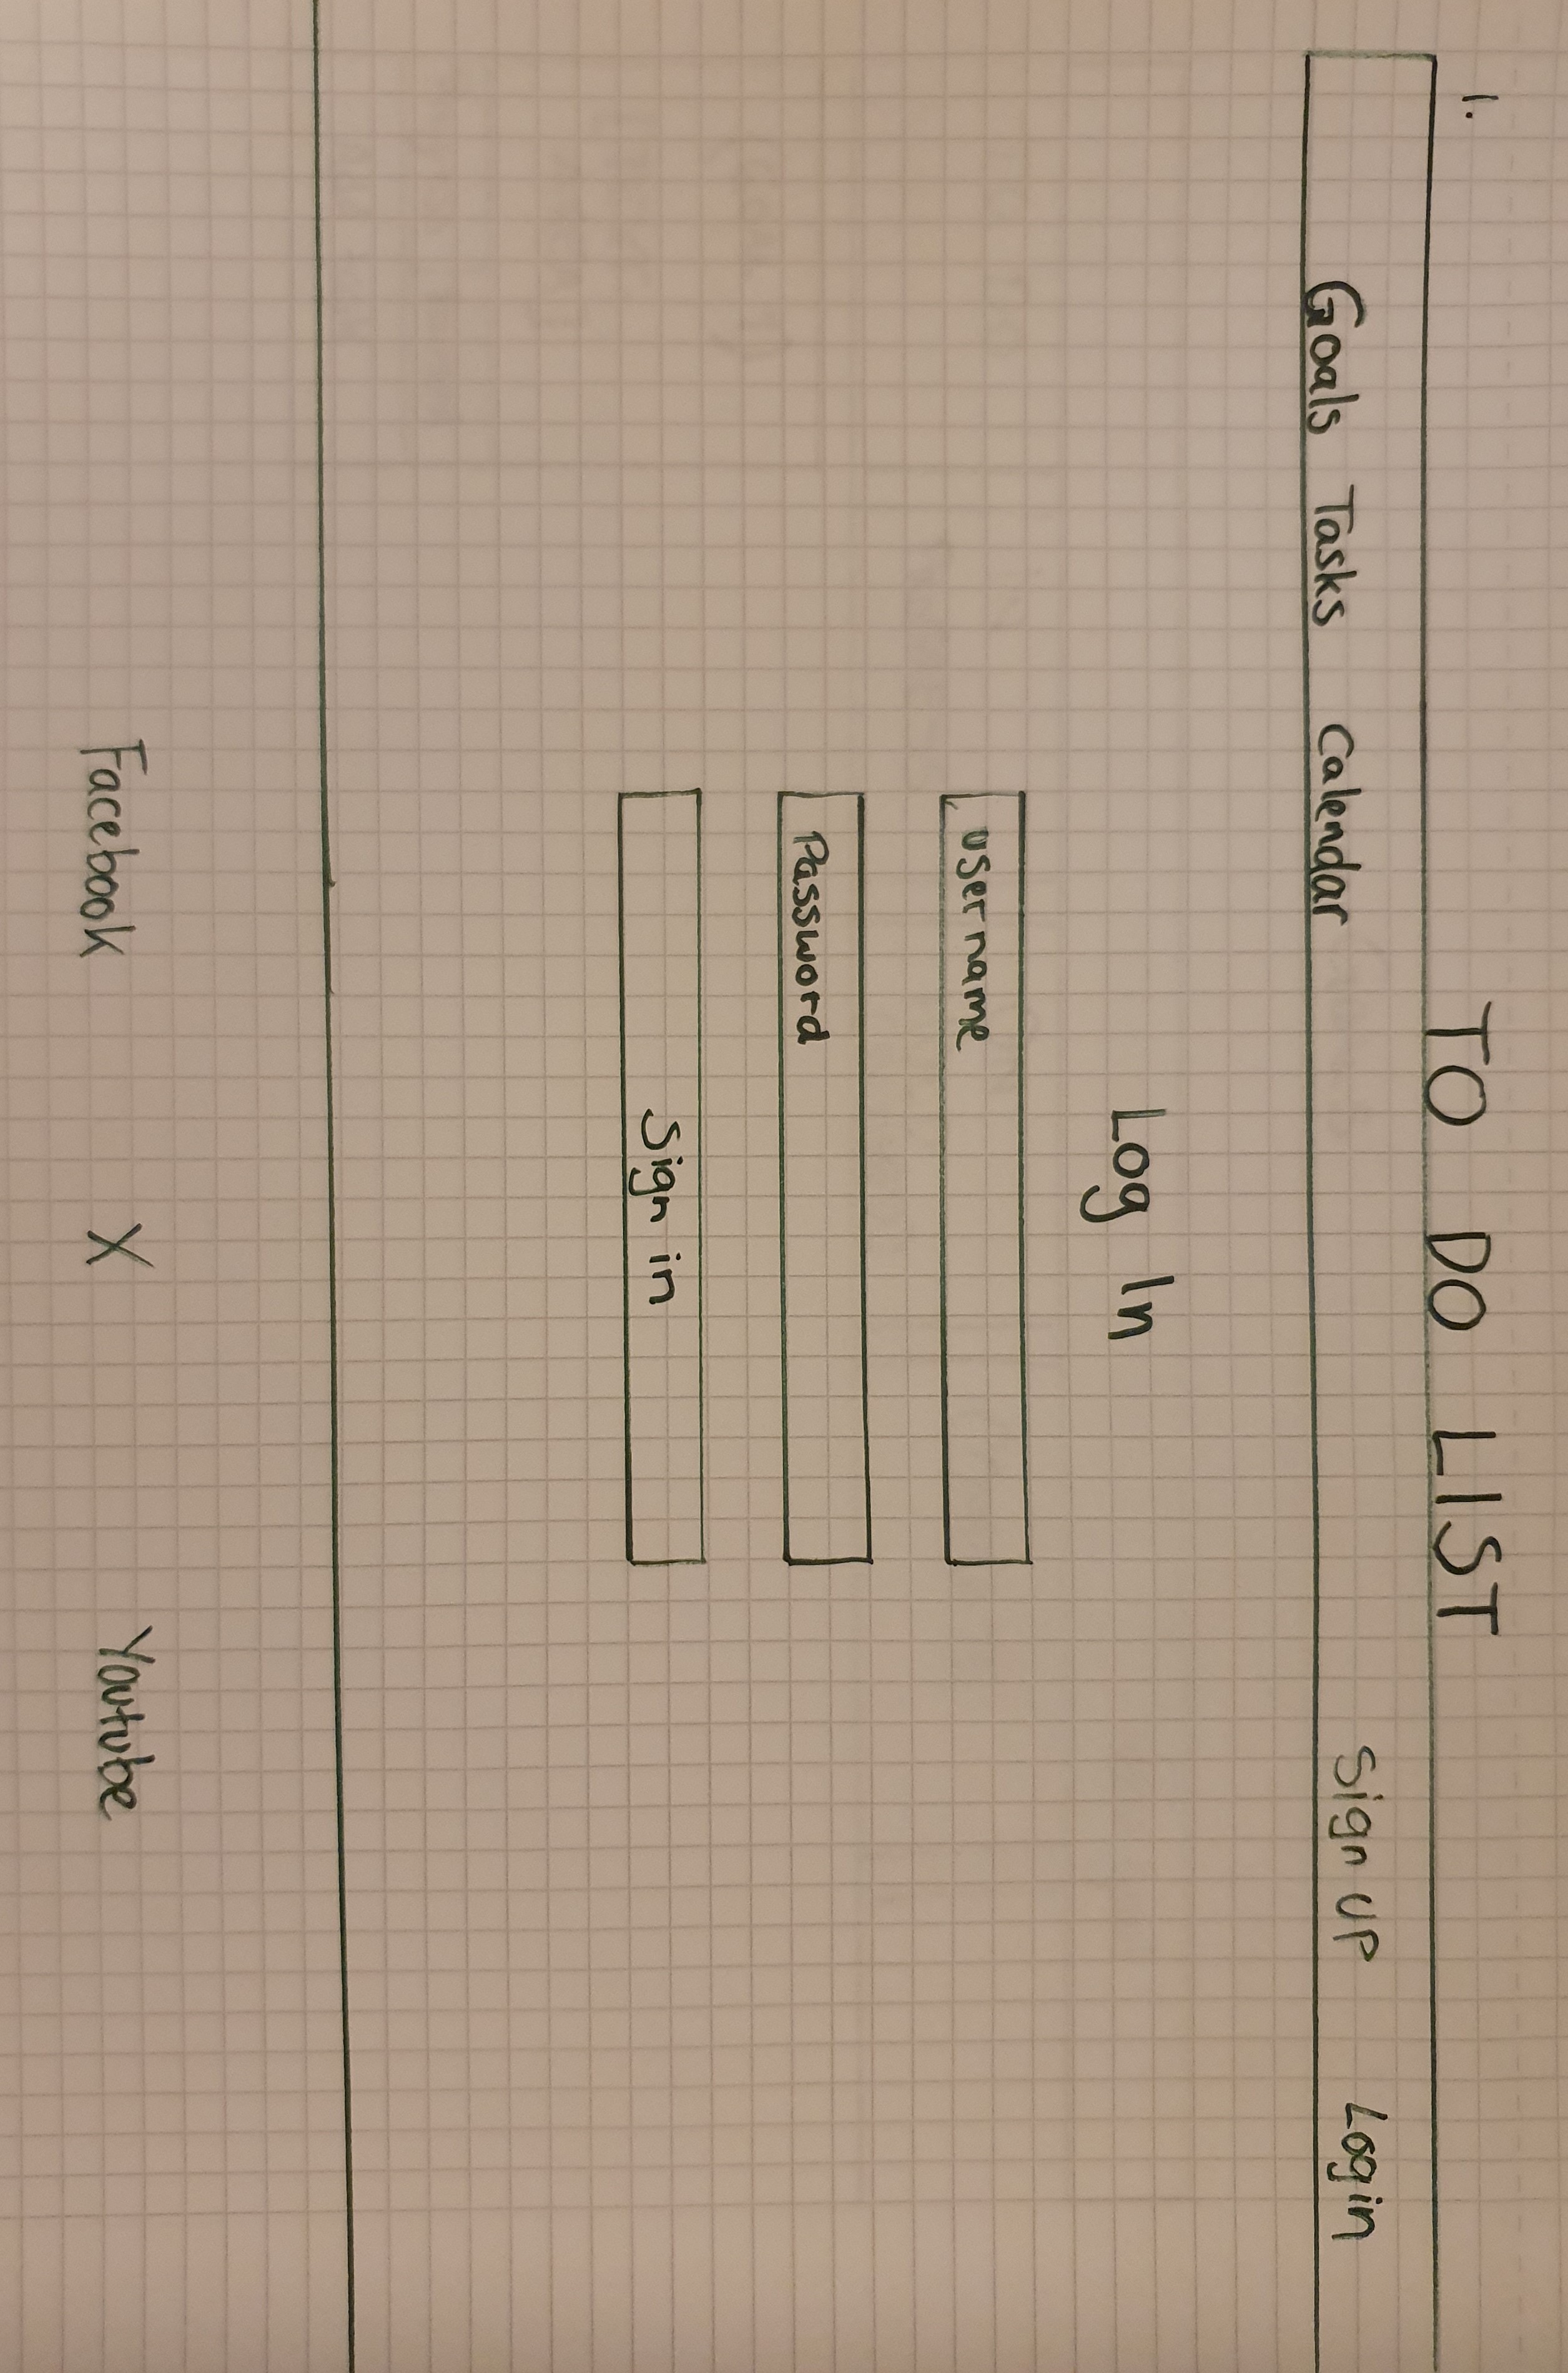 1.
TO DO LIST
Goals Tasks Calendar Sign UP Login
Log In
username
Password
Sign in
Facebook X Youtube